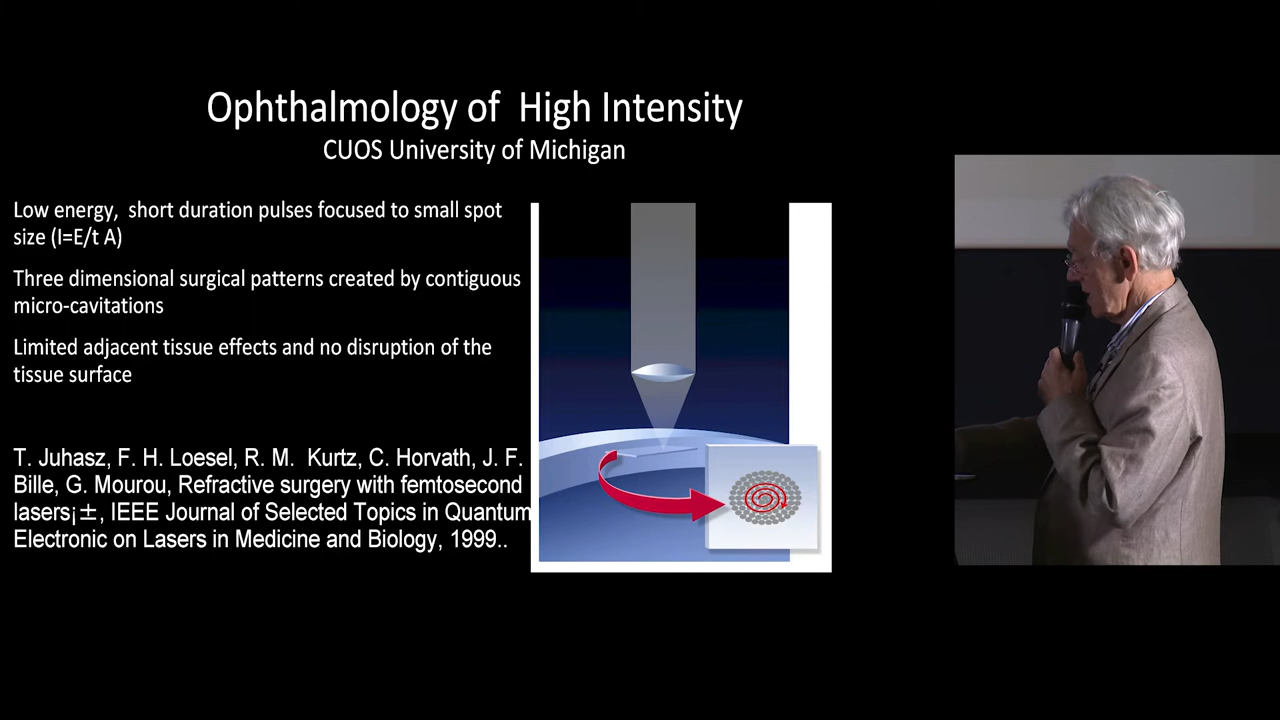 Ophthalmology of High Intensity
CUOS University of Michigan
Low energy, short duration pulses focused to small spot
size (I=E/t A)
Three dimensional surgical patterns created by contiguous
micro-cavitations
Limited adjacent tissue effects and no disruption of the
tissue surface
T. Juhasz, F. H. Loesel, R. M. Kurtz, C. Horvath, J. F.
Bille, G. Mourou, Refractive surgery with femtosecond
lasers¡±, IEEE Journal of Selected Topics in Quantum
Electronic on Lasers in Medicine and Biology, 1999..